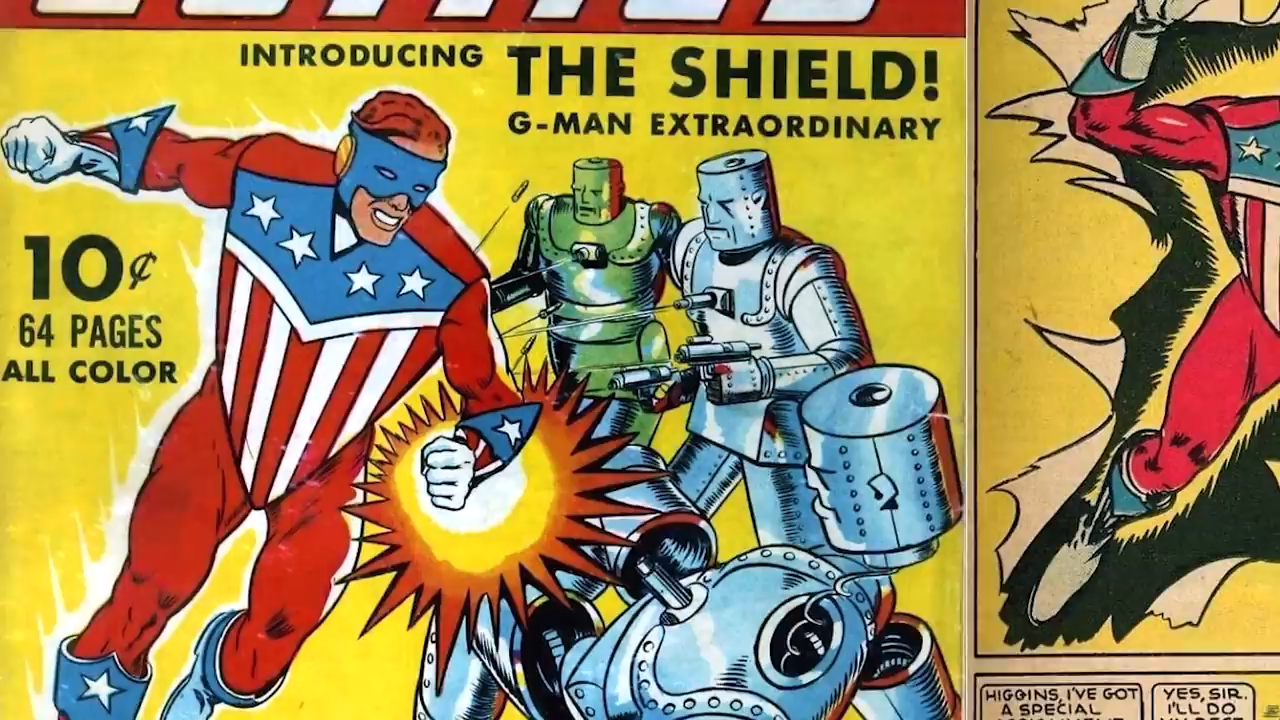 INTRODUCING THE SHIELD!
G-MAN EXTRAORDINARY
10¢
64 PAGES
ALL COLOR
HIGGINS, I'VE GOT
A SPECIAL
YES, SIR.
I'LL DO